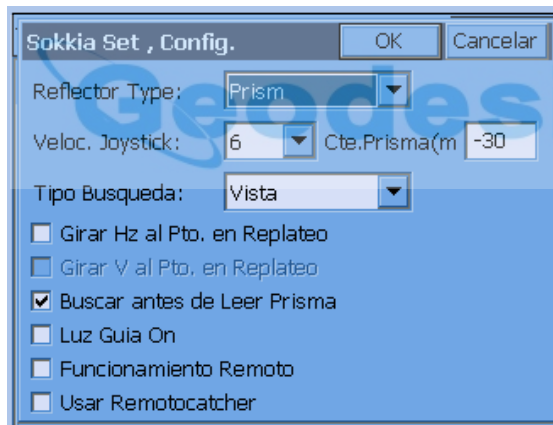 Sokkia Set , Config. OK Cancelar
Geodes
Reflector Type: Prism
Veloc. Joystick: 6 Cte.Prisma(m -30
Tipo Busqueda: Vista
Girar Hz al Pto. en Replateo
Girar V al Pto. en Replateo
Buscar antes de Leer Prisma
Luz Guia On
Funcionamiento Remoto
Usar Remotocatcher